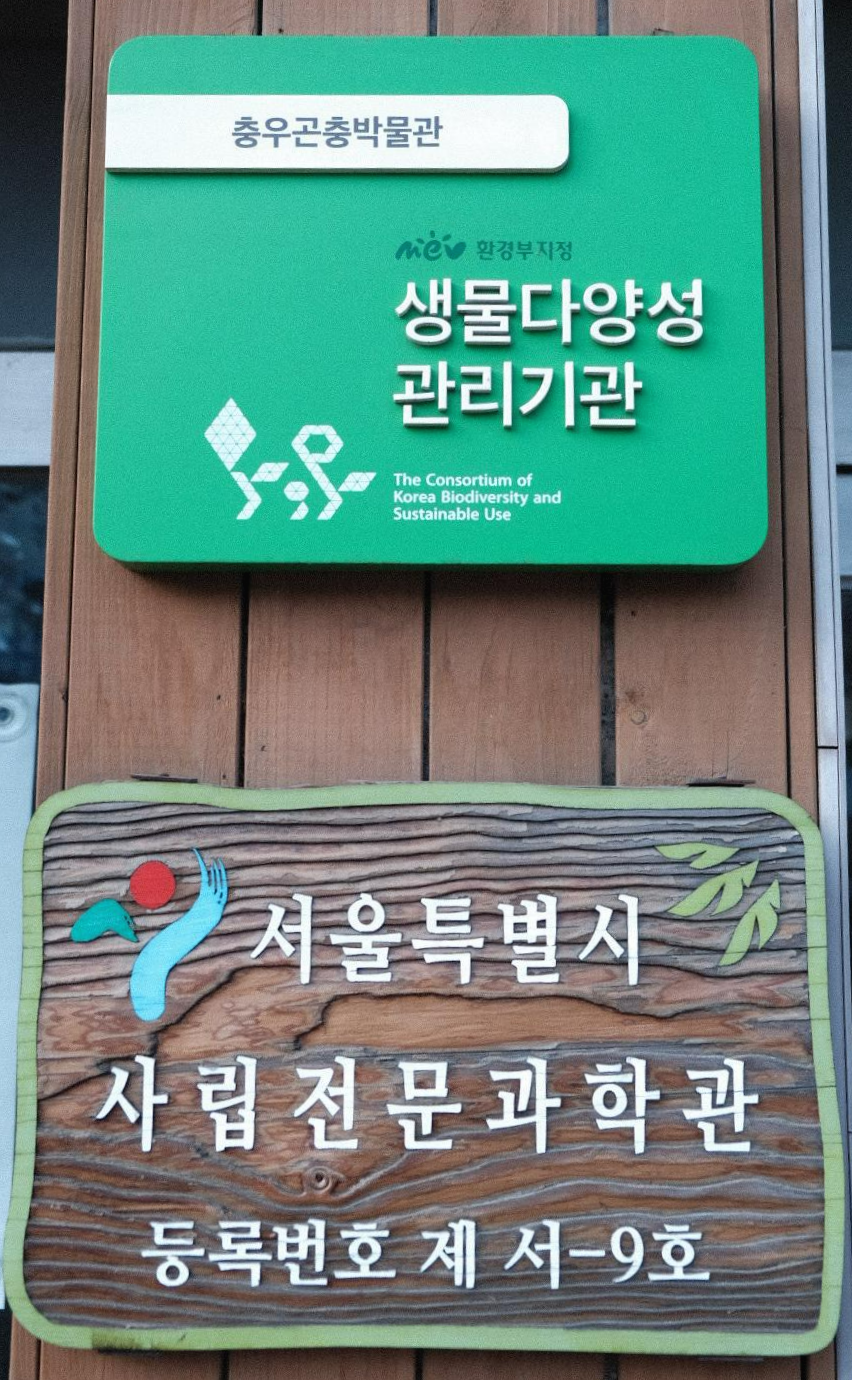 충우곤충박물관
mev 환경부지정
생물다양성
관리기관
The Consortium of
Korea Biodiversity and
Sustainable Use
서울특별시
사립전문과학관
등록번호 제 서-9호